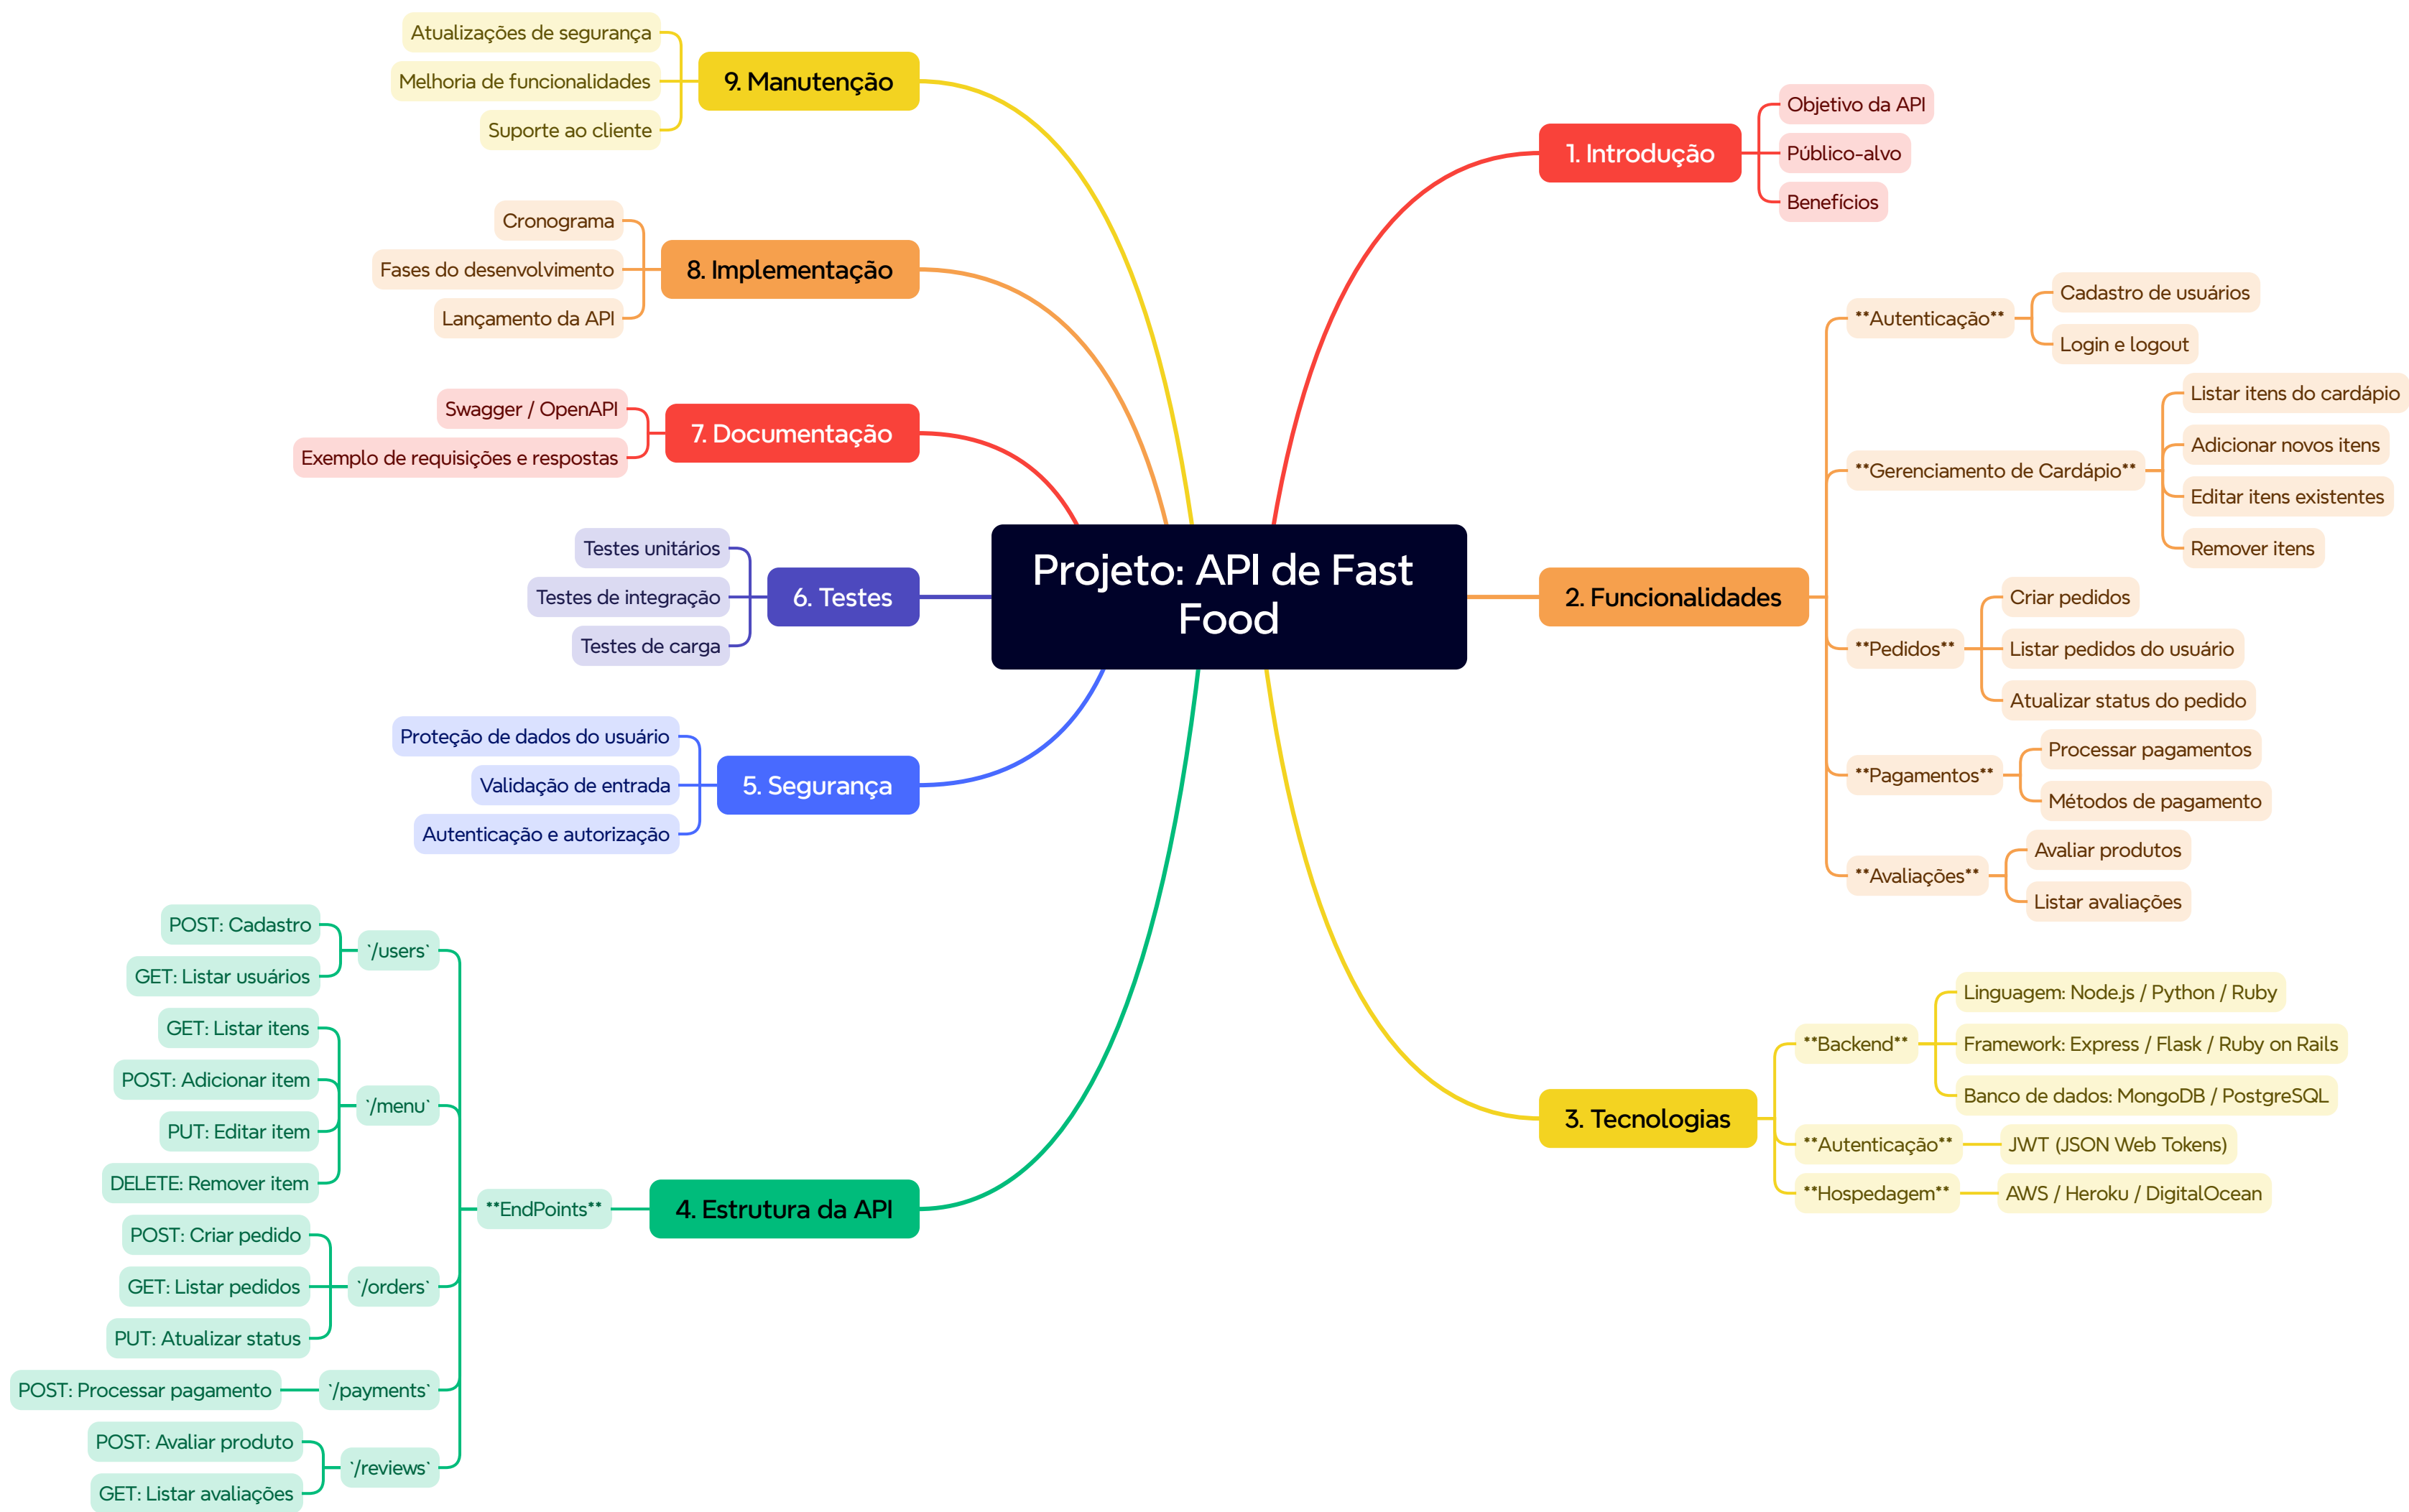 Projeto: API de Fast
Food
1. Introdução
Objetivo da API
Público-alvo
Benefícios
2. Funcionalidades
**Autenticação**
Cadastro de usuários
Login e logout
**Gerenciamento de Cardápio**
Listar itens do cardápio
Adicionar novos itens
Editar itens existentes
Remover itens
**Pedidos**
Criar pedidos
Listar pedidos do usuário
Atualizar status do pedido
**Pagamentos**
Processar pagamentos
Métodos de pagamento
**Avaliações**
Avaliar produtos
Listar avaliações
3. Tecnologias
**Backend**
Linguagem: Node.js / Python / Ruby
Framework: Express / Flask / Ruby on Rails
Banco de dados: MongoDB / PostgreSQL
**Autenticação**
JWT (JSON Web Tokens)
**Hospedagem**
AWS / Heroku / DigitalOcean
4. Estrutura da API
**EndPoints**
`/users`
POST: Cadastro
GET: Listar usuários
`/menu`
GET: Listar itens
POST: Adicionar item
PUT: Editar item
DELETE: Remover item
`/orders`
POST: Criar pedido
GET: Listar pedidos
PUT: Atualizar status
`/payments`
POST: Processar pagamento
`/reviews`
POST: Avaliar produto
GET: Listar avaliações
5. Segurança
Proteção de dados do usuário
Validação de entrada
Autenticação e autorização
6. Testes
Testes unitários
Testes de integração
Testes de carga
7. Documentação
Swagger / OpenAPI
Exemplo de requisições e respostas
8. Implementação
Cronograma
Fases do desenvolvimento
Lançamento da API
9. Manutenção
Atualizações de segurança
Melhoria de funcionalidades
Suporte ao cliente